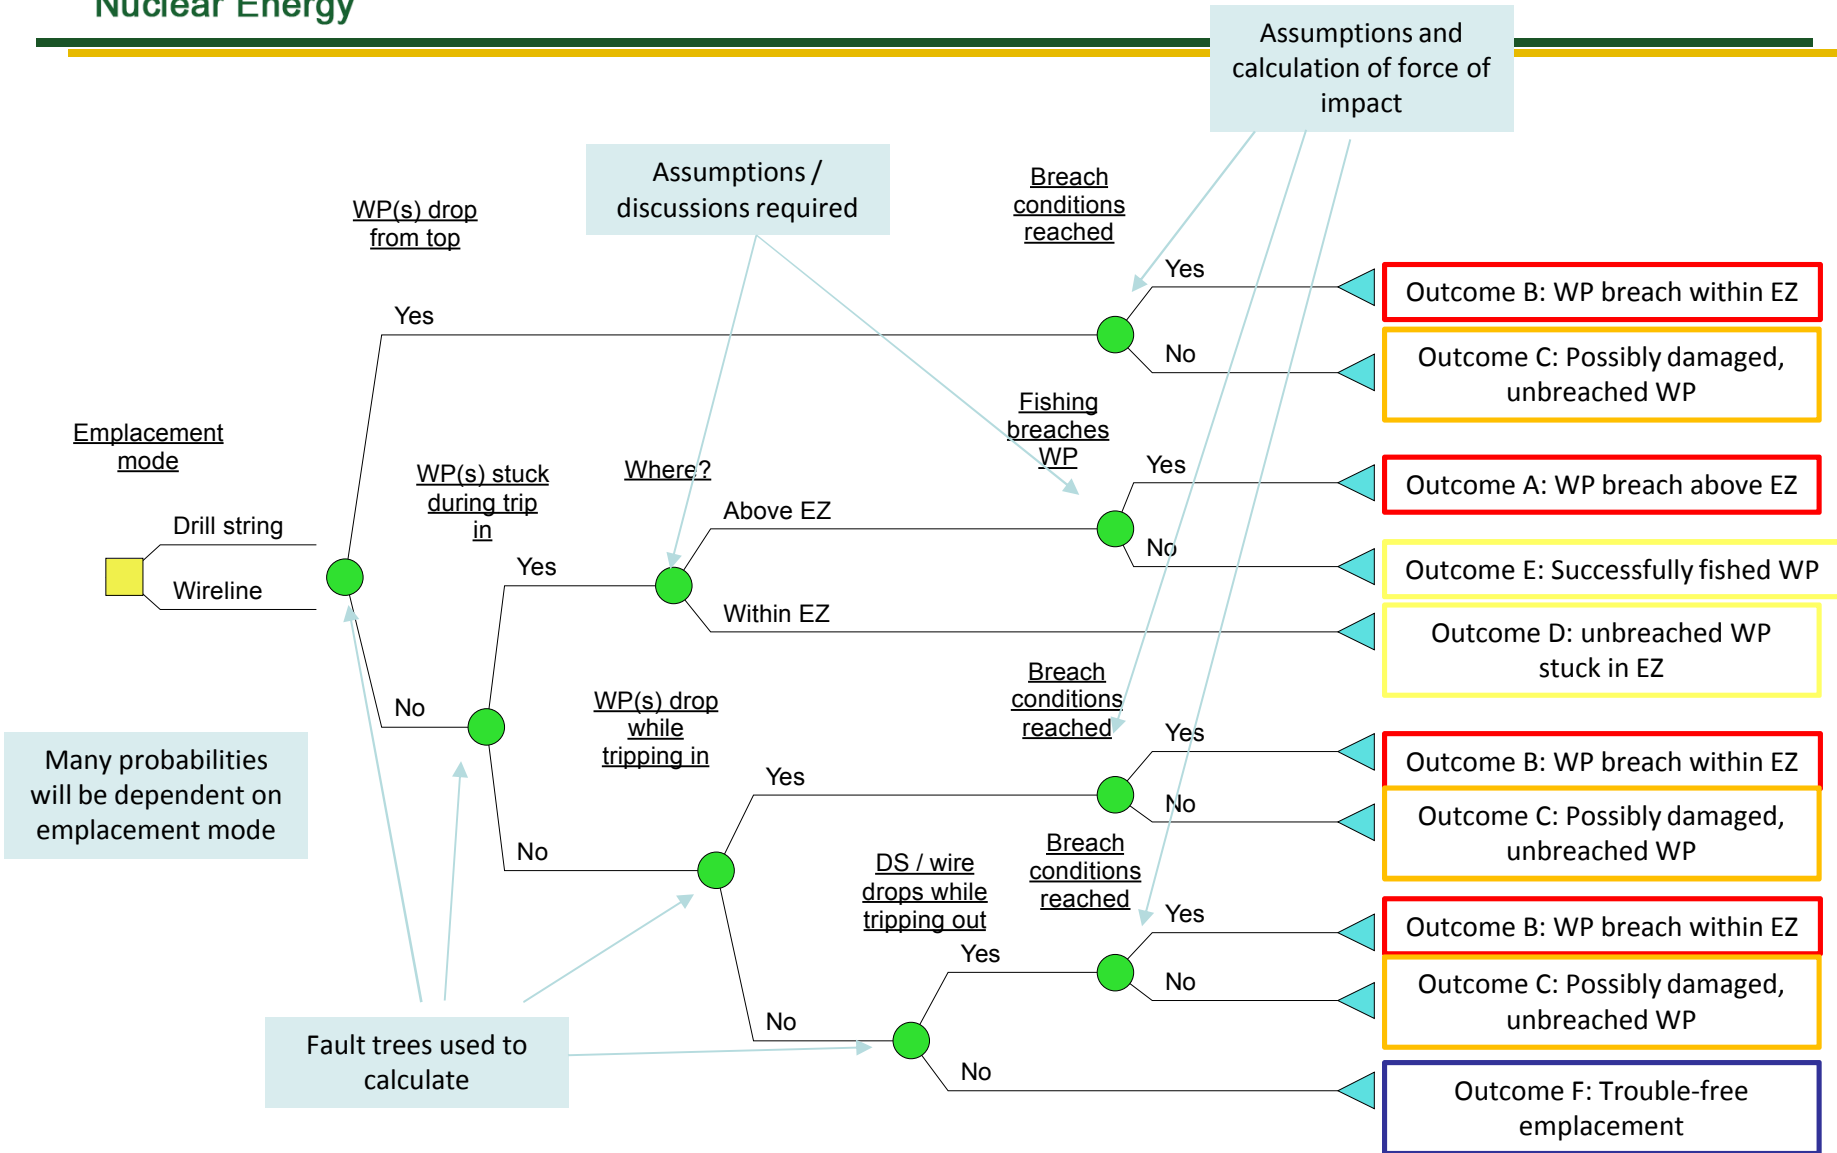 Nuclear Energy
Assumptions and
calculation of force of
impact
Assumptions /
discussions required
WP(s) drop
from top
Breach
conditions
reached
Yes
Yes
No
Outcome B: WP breach within EZ
Outcome C: Possibly damaged,
unbreached WP
Emplacement
mode
Drill string
Wireline
WP(s) stuck
during trip
in
Where?
Fishing
breaches
WP
Yes
Above EZ
Within EZ
Yes
No
Outcome A: WP breach above EZ
Outcome E: Successfully fished WP
Outcome D: unbreached WP
stuck in EZ
No
WP(s) drop
while
tripping in
Breach
conditions
reached
Yes
Yes
No
Outcome B: WP breach within EZ
Outcome C: Possibly damaged,
unbreached WP
Many probabilities
will be dependent on
emplacement mode
No
DS / wire
drops while
tripping out
Breach
conditions
reached
Yes
Yes
No
Outcome B: WP breach within EZ
Outcome C: Possibly damaged,
unbreached WP
No
No
Outcome F: Trouble-free
emplacement
Fault trees used to
calculate